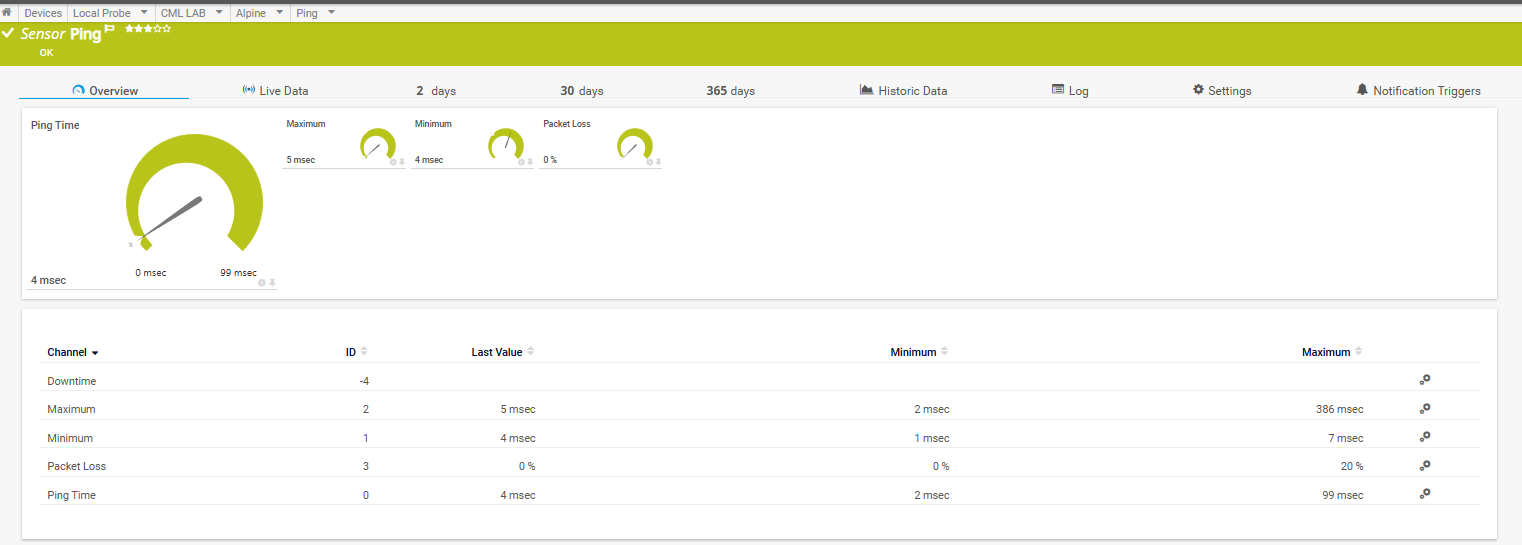 Devices Local Probe CML LAB Alpine Ping
Sensor Ping
OK
Overview Live Data 2 days 30 days 365 days Historic Data Log Settings Notification Triggers
Ping Time
Maximum
5 msec
Minimum
4 msec
Packet Loss
0 %
x
0 msec 99 msec
4 msec
Channel ID Last Value Minimum Maximum
Downtime -4
Maximum 2 5 msec 2 msec 386 msec
Minimum 1 4 msec 1 msec 7 msec
Packet Loss 3 0 % 0 % 20 %
Ping Time 0 4 msec 2 msec 99 msec